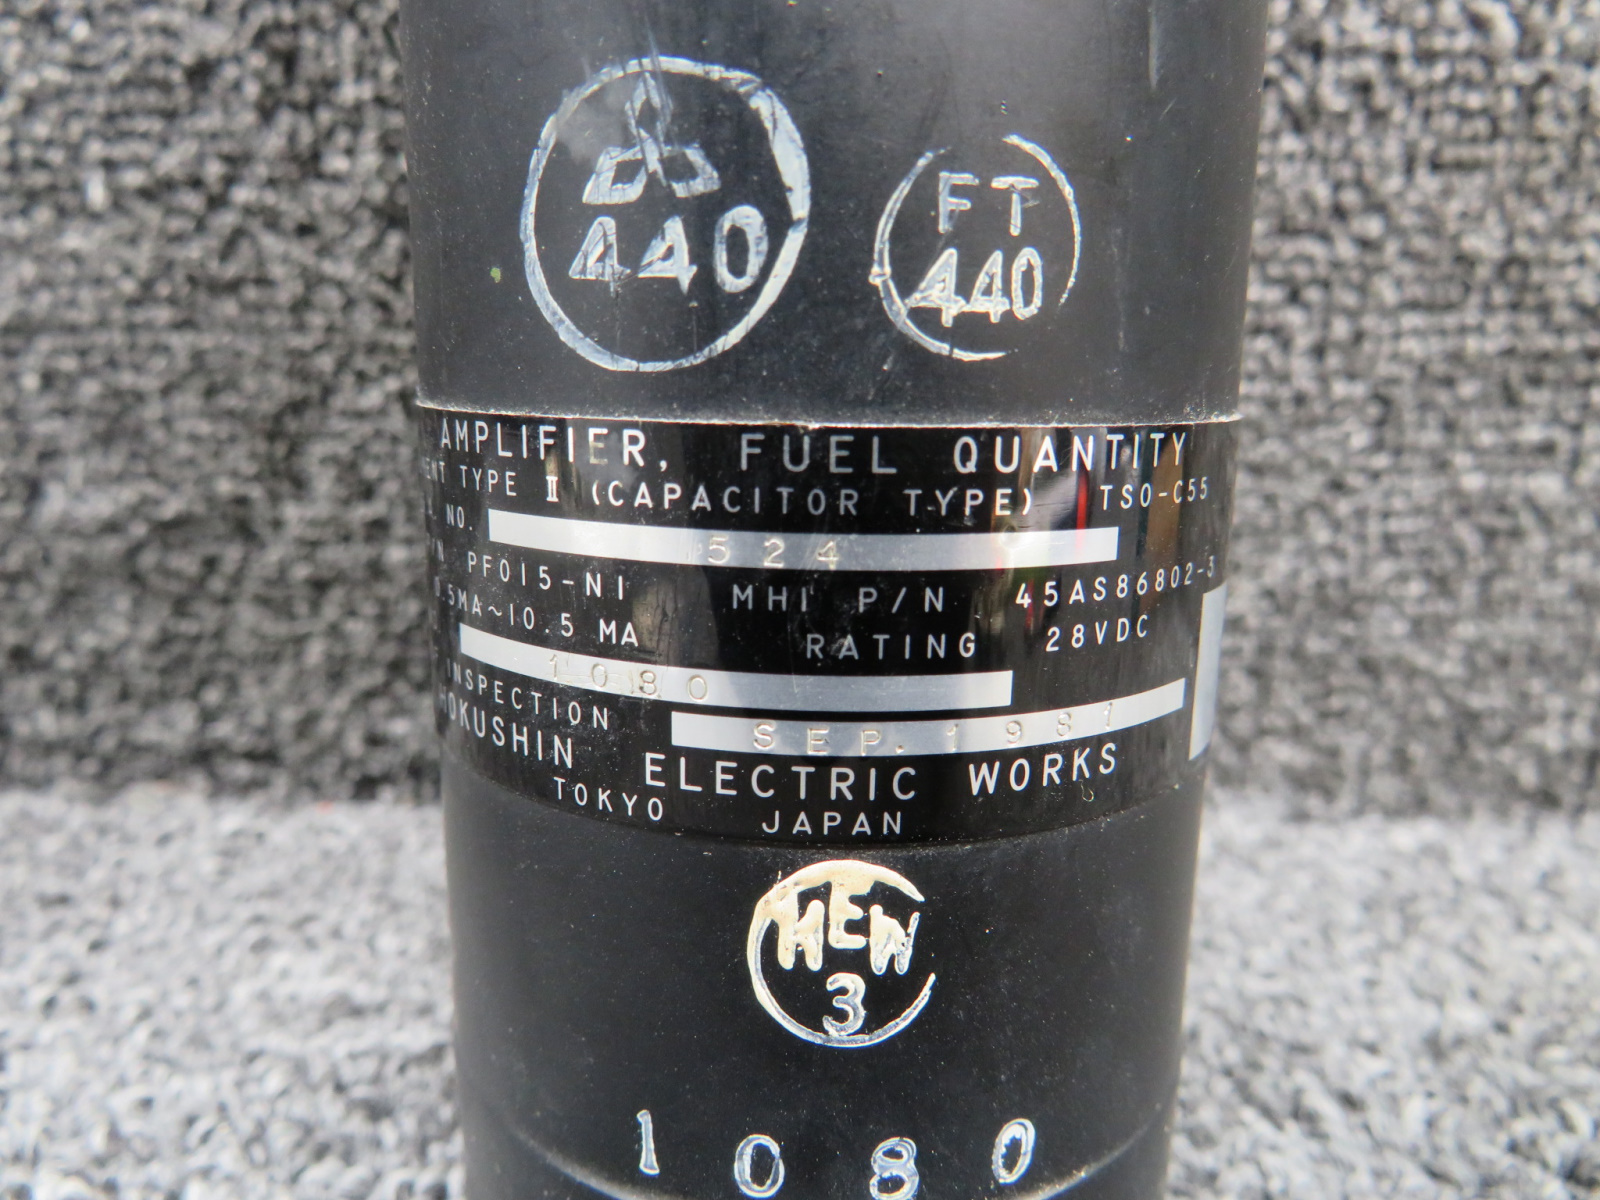 440
FT
440
AMPLIFIER, FUEL QUANTITY
TYPE II (CAPACITOR TYPE) TSO-C55
NO. 524
PF015-N1 MHI P/N 45AS86802-3
5MA~10.5 MA RATING 28VDC
1080
INSPECTION SEP. 1981
HOKUSHIN ELECTRIC WORKS
TOKYO JAPAN
HEW
3
1080